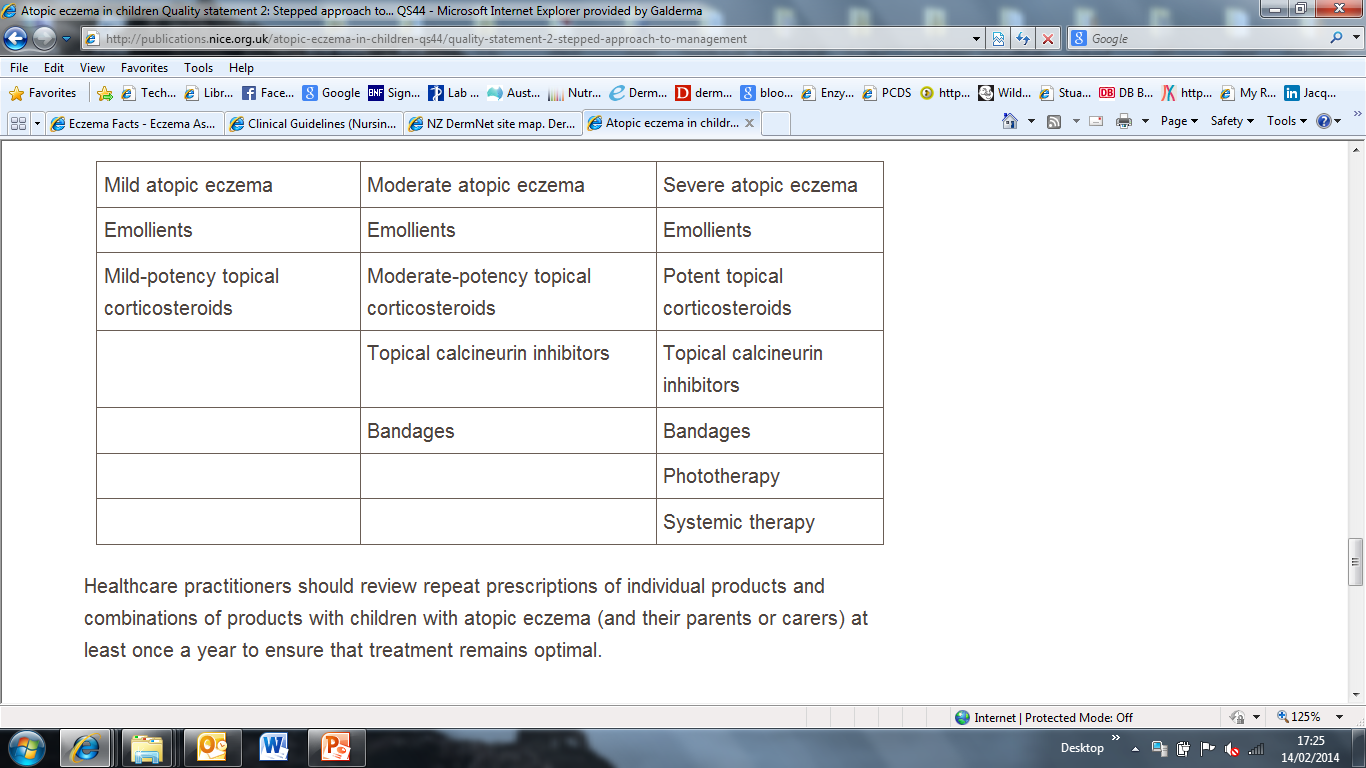 Atopic eczema in children Quality statement 2: Stepped approach to... QS44 - Microsoft Internet Explorer provided by Galderma
http://publications.nice.org.uk/atopic-eczema-in-children-qs44/quality-statement-2-stepped-approach-to-management
Google
File Edit View Favorites Tools Help
Favorites Tech... Libr... Face... Google BNF Sign... Lab ... Aust... Nutr... Derm... D derm... bloo... Enzy... PCDS http... Wild... Stua... DB DB B... http... My R... in Jacq...
Eczema Facts - Eczema As... Clinical Guidelines (Nursin... NZ DermNet site map. Der... Atopic eczema in childr... X Page Safety Tools
Mild atopic eczema Moderate atopic eczema Severe atopic eczema
Emollients Emollients Emollients
Mild-potency topical Moderate-potency topical Potent topical
corticosteroids corticosteroids corticosteroids
Topical calcineurin inhibitors Topical calcineurin
inhibitors
Bandages Bandages
Phototherapy
Systemic therapy
Healthcare practitioners should review repeat prescriptions of individual products and
combinations of products with children with atopic eczema (and their parents or carers) at
least once a year to ensure that treatment remains optimal.
Internet | Protected Mode: Off 125%
Desktop 17:25
14/02/2014